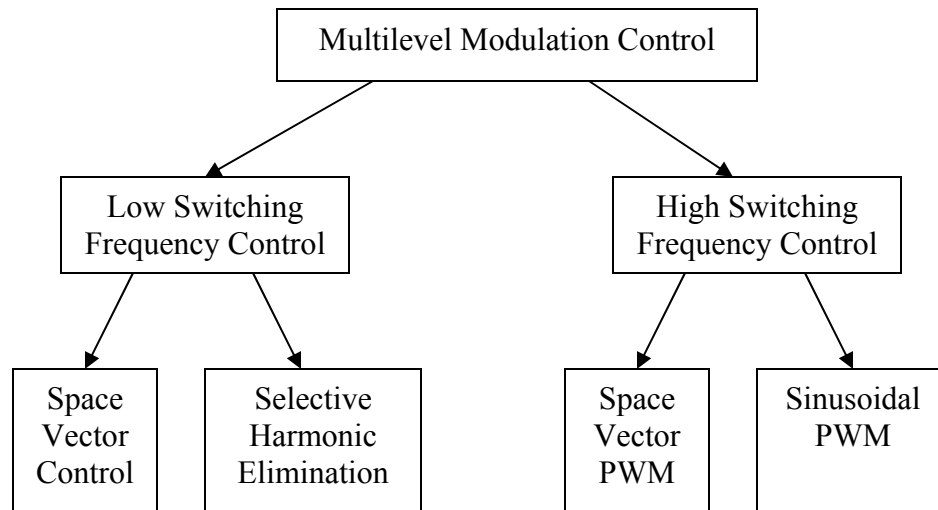 Multilevel Modulation Control
Low Switching
Frequency Control
High Switching
Frequency Control
Space
Vector
Control
Selective
Harmonic
Elimination
Space
Vector
PWM
Sinusoidal
PWM